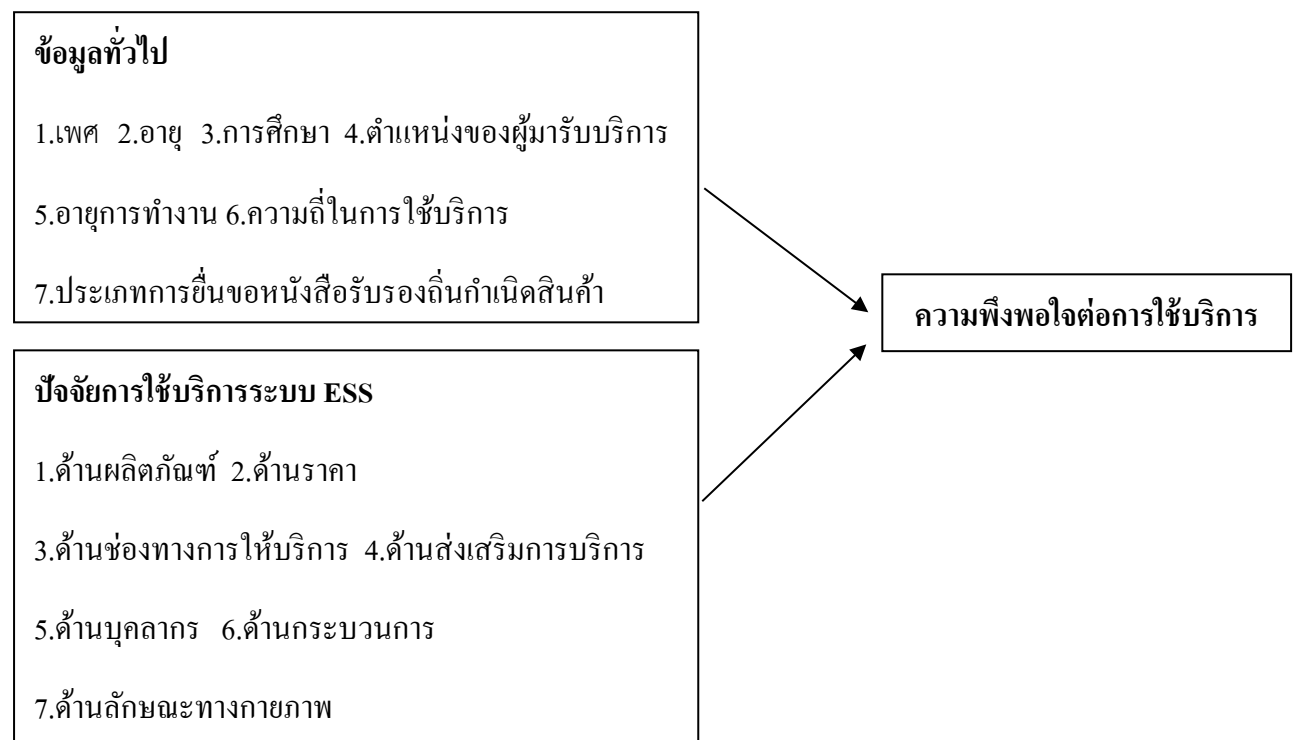 ข้อมูลทั่วไป
1.เพศ 2.อายุ 3.การศึกษา 4.ตำแหน่งของผู้มารับบริการ
5.อายุการทำงาน 6.ความถี่ในการใช้บริการ
7.ประเภทการยื่นขอหนังสือรับรองถิ่นกำเนิดสินค้า
ความพึงพอใจต่อการใช้บริการ
ปัจจัยการใช้บริการระบบ ESS
1.ด้านผลิตภัณฑ์ 2.ด้านราคา
3.ด้านช่องทางการให้บริการ 4.ด้านส่งเสริมการบริการ
5.ด้านบุคลากร 6.ด้านกระบวนการ
7.ด้านลักษณะทางกายภาพ